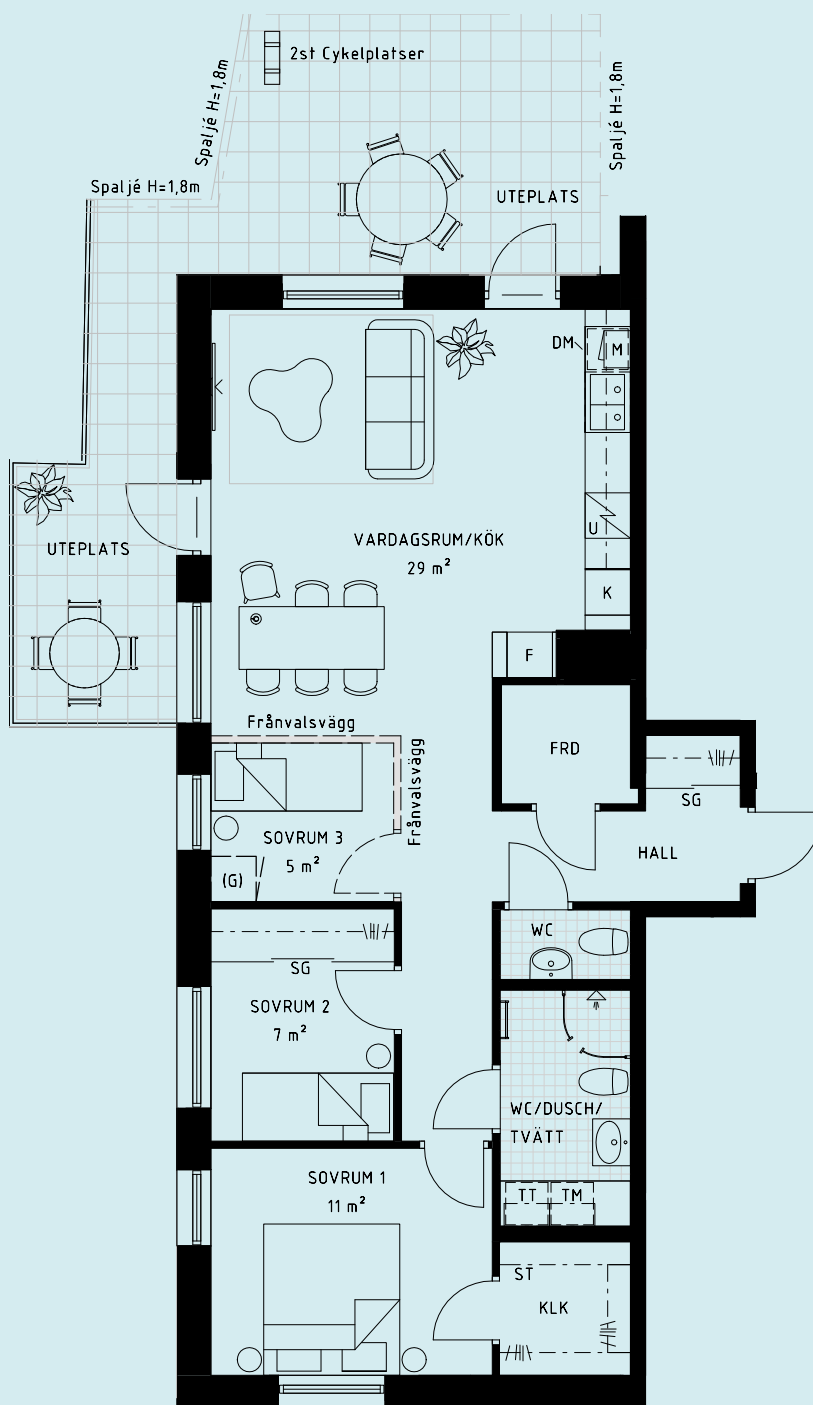 2st Cykelplatser
Spaljé H=1,8m
Spaljé H=1,8m
Spaljé H=1,8m
UTEPLATS
DM
M
U
VARDAGSRUM/KÖK
29 m²
UTEPLATS
K
F
Frånvalsvägg
Frånvalsvägg
FRD
SG
SOVRUM 3
5 m²
(G)
HALL
WC
SG
SOVRUM 2
7 m²
WC/DUSCH/
TVÄTT
SOVRUM 1
11 m²
TT
TM
ST
KLK